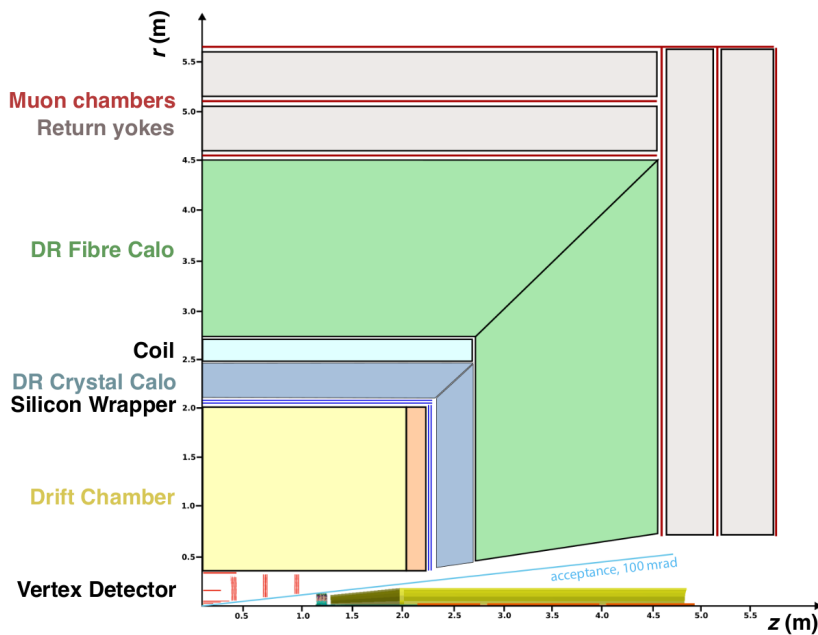 r (m)
5.5
Muon chambers
5.0
Return yokes
4.5
4.0
DR Fibre Calo
3.5
3.0
Coil
2.5
DR Crystal Calo
Silicon Wrapper
2.0
1.5
Drift Chamber
1.0
0.5
acceptance, 100 mrad
Vertex Detector
0.5 1.0 1.5 2.0 2.5 3.0 3.5 4.0 4.5 5.0 5.5
z (m)